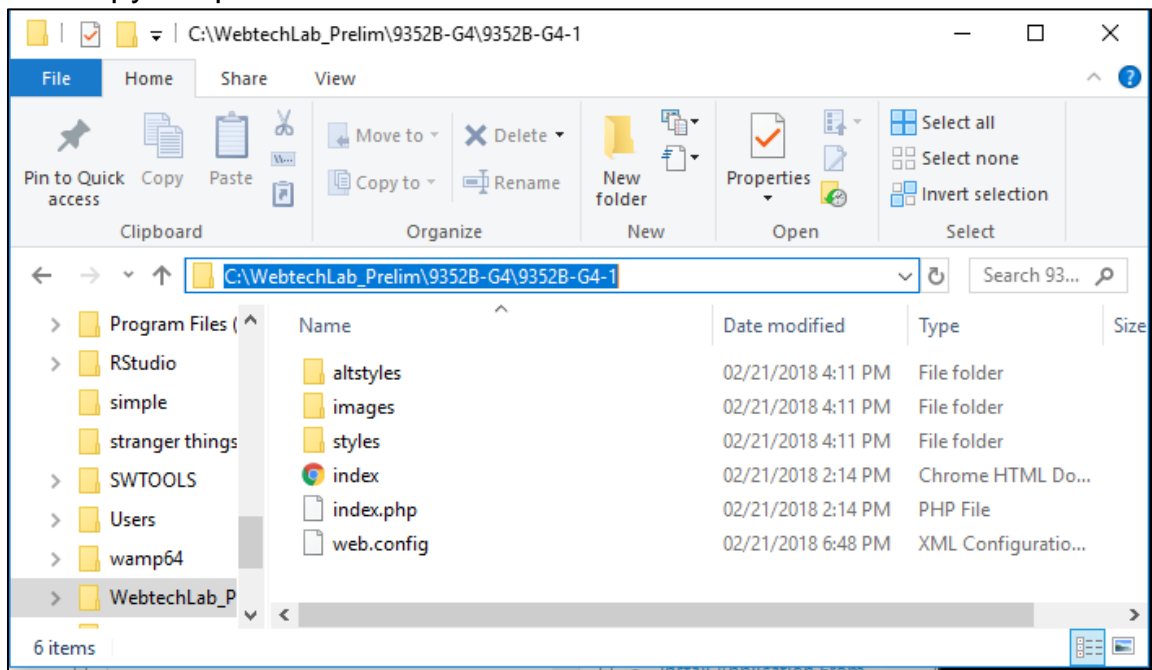 C:\WebtechLab_Prelim\9352B-G4\9352B-G4-1
File Home Share View
Pin to Quick access
Copy
Paste
Move to
Copy to
Delete
Rename
New folder
Properties
Select all
Select none
Invert selection
Clipboard Organize New Open Select
C:\WebtechLab_Prelim\9352B-G4\9352B-G4-1
Search 93...
Program Files (
RStudio
simple
stranger things
SWTOOLS
Users
wamp64
WebtechLab_P
Name Date modified Type Size
altstyles 02/21/2018 4:11 PM File folder
images 02/21/2018 4:11 PM File folder
styles 02/21/2018 4:11 PM File folder
index 02/21/2018 2:14 PM Chrome HTML Do...
index.php 02/21/2018 2:14 PM PHP File
web.config 02/21/2018 6:48 PM XML Configuratio...
6 items